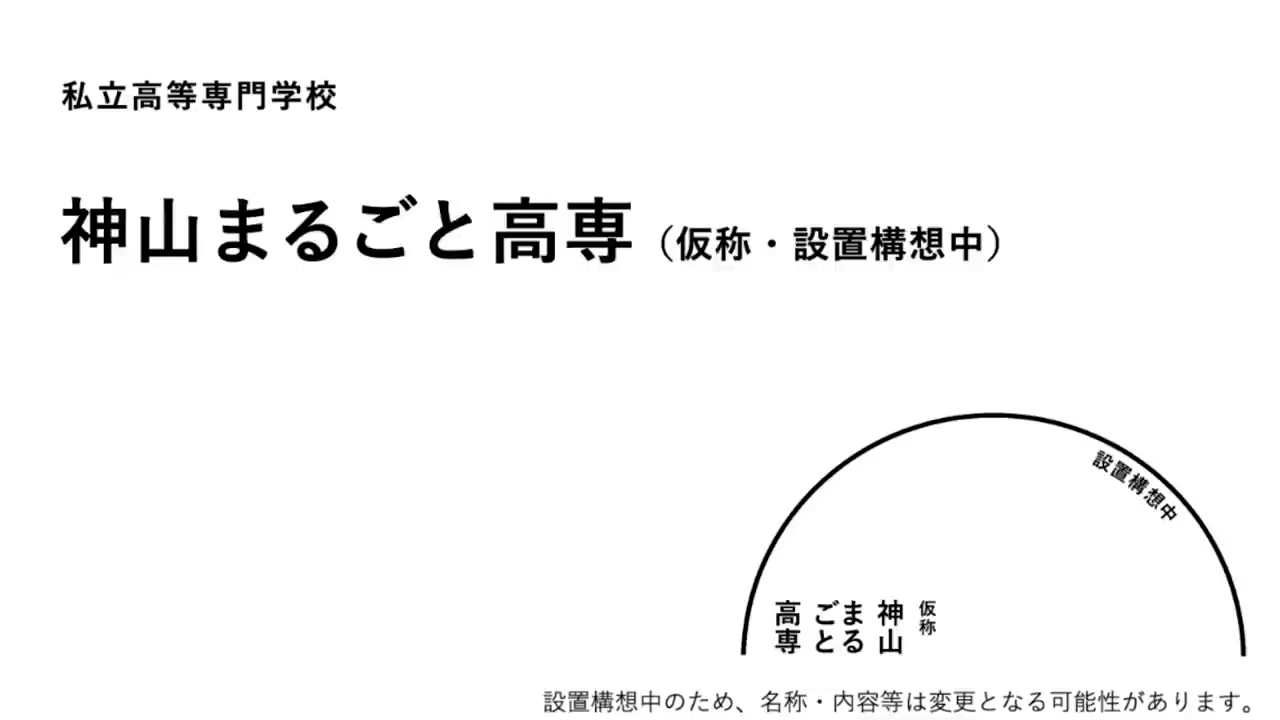 私立高等専門学校
神山まるごと高専（仮称・設置構想中）
設置構想中
仮称
神山
まる
ごと
高専
設置構想中のため、名称・内容等は変更となる可能性があります。